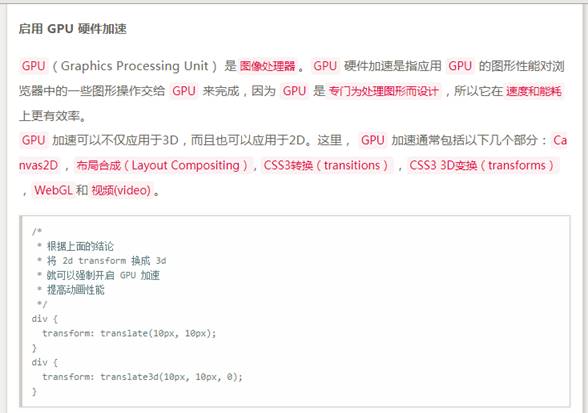 启用 GPU 硬件加速
GPU（Graphics Processing Unit） 是 图像处理器 。 GPU 硬件加速是指应用 GPU 的图形性能对浏
览器中的一些图形操作交给 GPU 来完成，因为 GPU 是 专门为处理图形而设计 ，所以它在 速度和能耗
上更有效率。
GPU 加速可以不仅应用于3D，而且也可以应用于2D。这里， GPU 加速通常包括以下几个部分： Ca
nvas2D ， 布局合成（Layout Compositing） , CSS3转换（transitions） ， CSS3 3D变换（transforms）
， WebGL 和 视频(video) 。
/*
 * 根据上面的结论
 * 将 2d transform 换成 3d
 * 就可以强制开启 GPU 加速
 * 提高动画性能
 */
div {
  transform: translate(10px, 10px);
}
div {
  transform: translate3d(10px, 10px, 0);
}